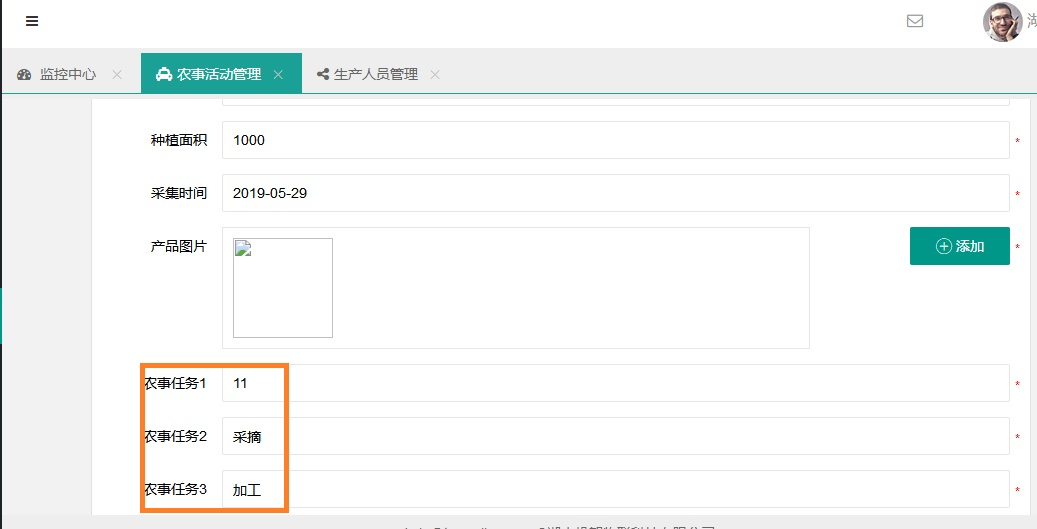 湖
监控中心
农事活动管理
生产人员管理
种植面积 1000 *
采集时间 2019-05-29 *
产品图片 添加 *
农事任务1 11 *
农事任务2 采摘 *
农事任务3 加工 *